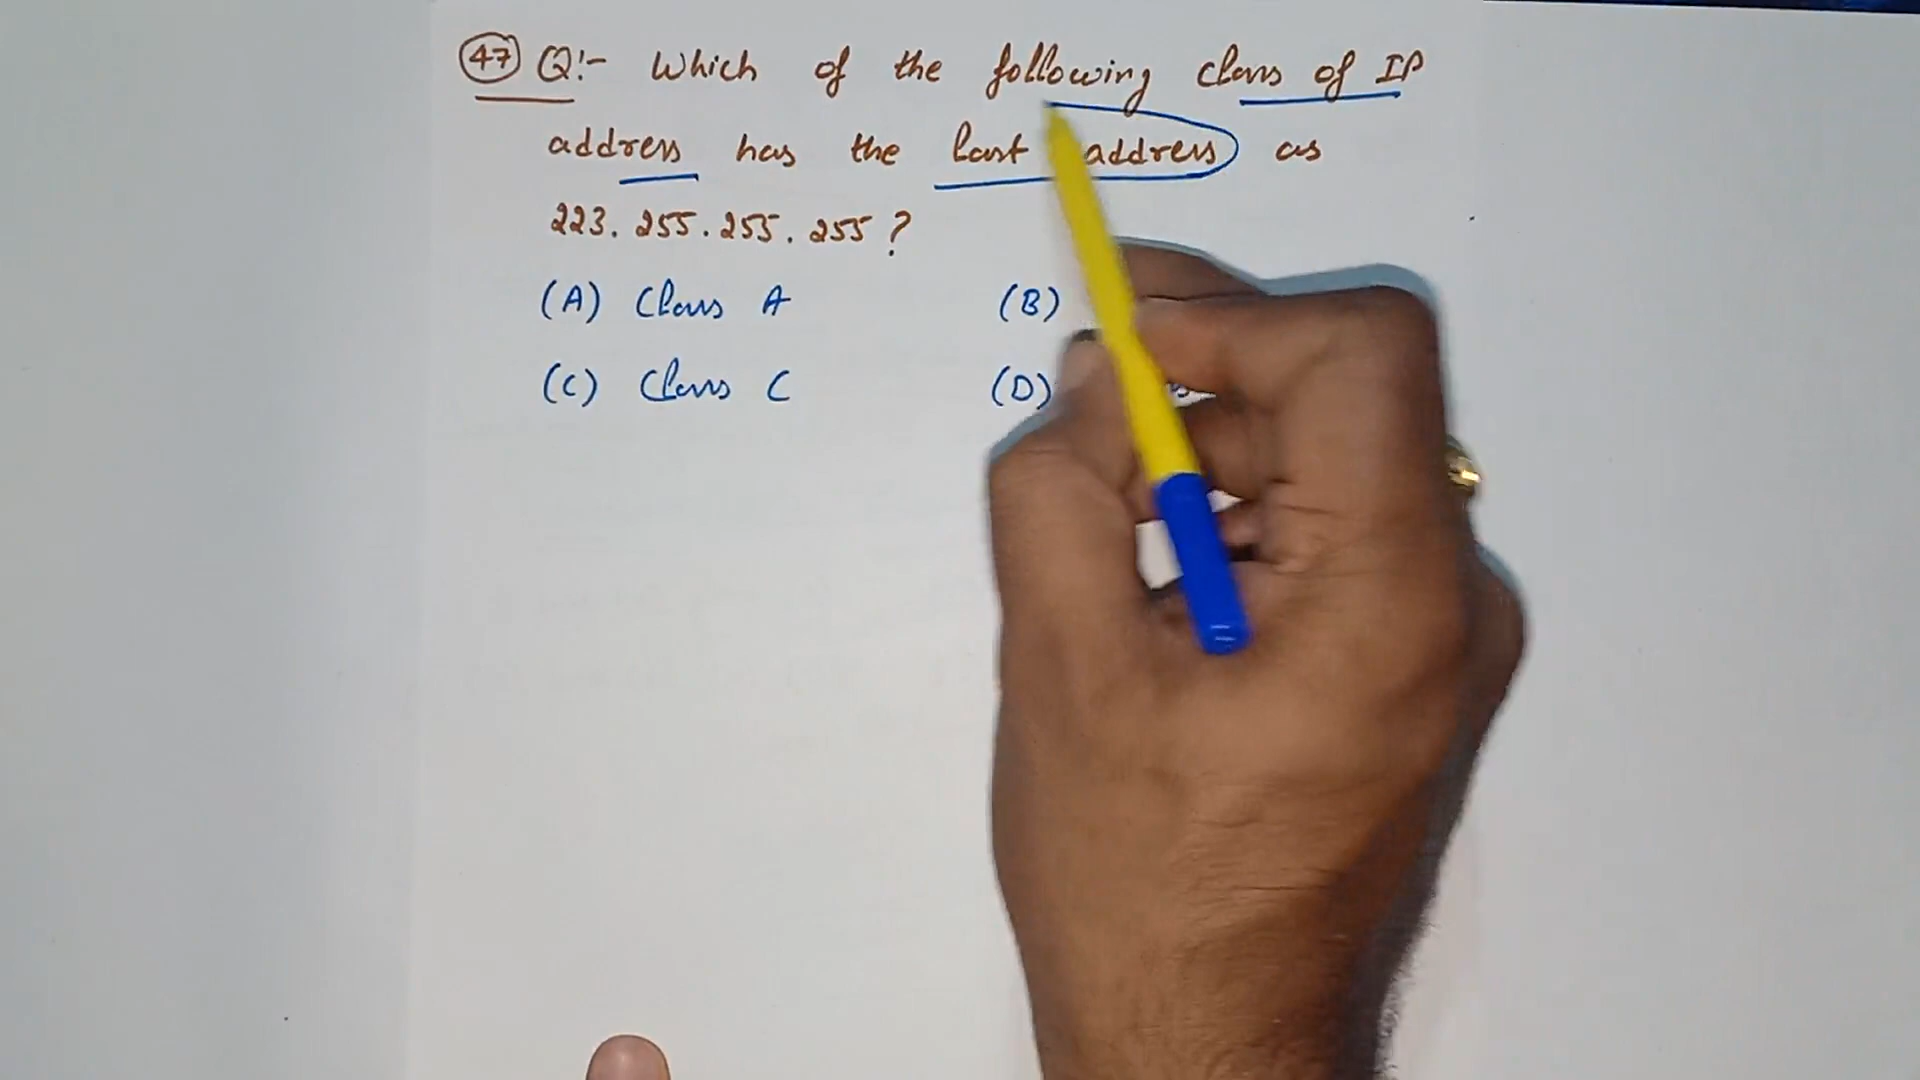 47 Q:- Which of the following class of IP
address has the last address as
223.255.255.255?
(A) Class A (B)
(C) Class C (D)